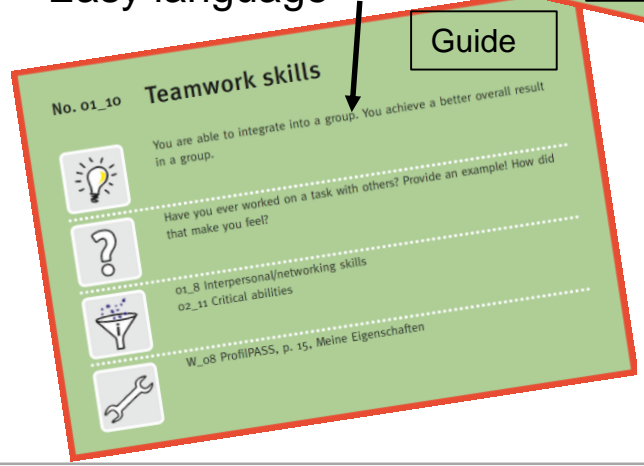 Easy language
Guide
No. 01_10 Teamwork skills
You are able to integrate into a group. You achieve a better overall result
in a group.
Have you ever worked on a task with others? Provide an example! How did
that make you feel?
01_8 Interpersonal/networking skills
02_11 Critical abilities
W_08 ProfilPASS, p. 15, Meine Eigenschaften